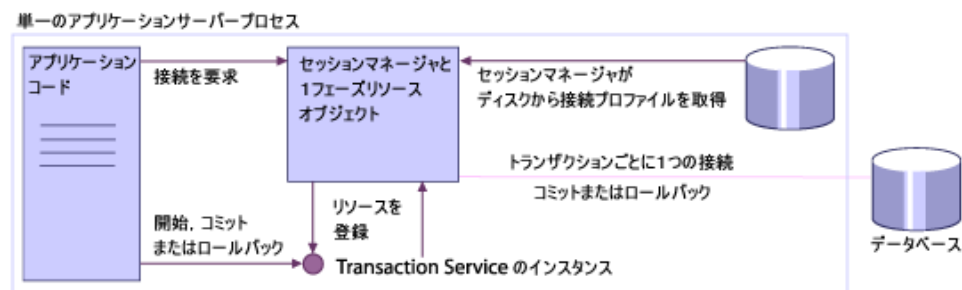 単一のアプリケーションサーバープロセス
アプリケーション
コード
接続を要求
セッションマネージャと
1フェーズリソース
オブジェクト
セッションマネージャが
ディスクから接続プロファイルを取得
トランザクションごとに1つの接続
コミットまたはロールバック
データベース
リソースを
登録
開始，コミット
またはロールバック
Transaction Service のインスタンス